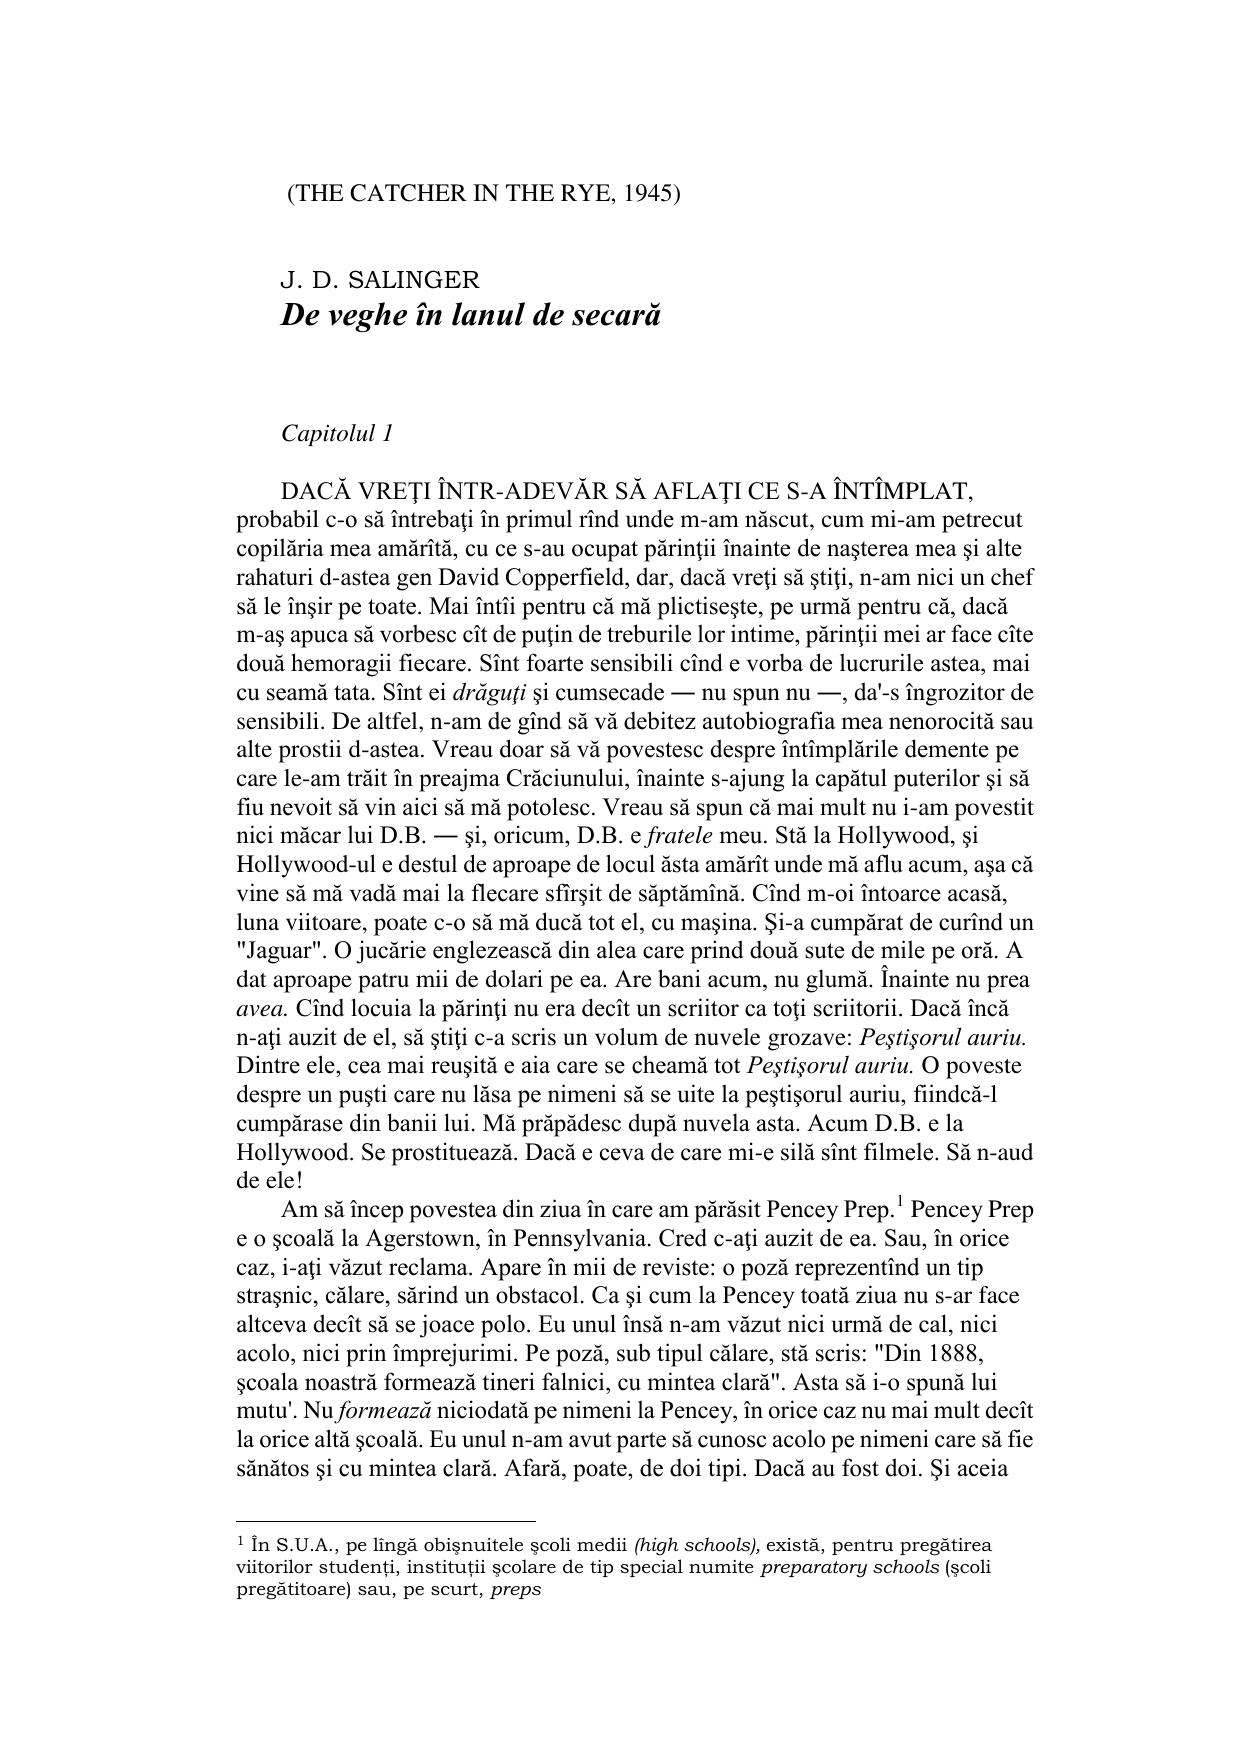 (THE CATCHER IN THE RYE, 1945)
J. D. SALINGER
De veghe în lanul de secară
Capitolul 1
DACĂ VREŢI ÎNTR-ADEVĂR SĂ AFLAŢI CE S-A ÎNTÎMPLAT,
probabil c-o să întrebaţi în primul rînd unde m-am născut, cum mi-am petrecut
copilăria mea amărîtă, cu ce s-au ocupat părinţii înainte de naşterea mea şi alte
rahaturi d-astea gen David Copperfield, dar, dacă vreţi să ştiţi, n-am nici un chef
să le înşir pe toate. Mai întîi pentru că mă plictiseşte, pe urmă pentru că, dacă
m-aş apuca să vorbesc cît de puţin de treburile lor intime, părinţii mei ar face cîte
două hemoragii fiecare. Sînt foarte sensibili cînd e vorba de lucrurile astea, mai
cu seamă tata. Sînt ei drăguţi şi cumsecade — nu spun nu —, da'-s îngrozitor de
sensibili. De altfel, n-am de gînd să vă debitez autobiografia mea nenorocită sau
alte prostii d-astea. Vreau doar să vă povestesc despre întîmplările demente pe
care le-am trăit în preajma Crăciunului, înainte s-ajung la capătul puterilor şi să
fiu nevoit să vin aici să mă potolesc. Vreau să spun că mai mult nu i-am povestit
nici măcar lui D.B. — şi, oricum, D.B. e fratele meu. Stă la Hollywood, şi
Hollywood-ul e destul de aproape de locul ăsta amărît unde mă aflu acum, aşa că
vine să mă vadă mai la flecare sfîrşit de săptămînă. Cînd m-oi întoarce acasă,
luna viitoare, poate c-o să mă ducă tot el, cu maşina. Şi-a cumpărat de curînd un
"Jaguar". O jucărie englezească din alea care prind două sute de mile pe oră. A
dat aproape patru mii de dolari pe ea. Are bani acum, nu glumă. Înainte nu prea
avea. Cînd locuia la părinţi nu era decît un scriitor ca toţi scriitorii. Dacă încă
n-aţi auzit de el, să ştiţi c-a scris un volum de nuvele grozave: Peştişorul auriu.
Dintre ele, cea mai reuşită e aia care se cheamă tot Peştişorul auriu. O poveste
despre un puşti care nu lăsa pe nimeni să se uite la peştişorul auriu, fiindcă-l
cumpărase din banii lui. Mă prăpădesc după nuvela asta. Acum D.B. e la
Hollywood. Se prostituează. Dacă e ceva de care mi-e silă sînt filmele. Să n-aud
de ele!
Am să încep povestea din ziua în care am părăsit Pencey Prep.1 Pencey Prep
e o şcoală la Agerstown, în Pennsylvania. Cred c-aţi auzit de ea. Sau, în orice
caz, i-aţi văzut reclama. Apare în mii de reviste: o poză reprezentînd un tip
straşnic, călare, sărind un obstacol. Ca şi cum la Pencey toată ziua nu s-ar face
altceva decît să se joace polo. Eu unul însă n-am văzut nici urmă de cal, nici
acolo, nici prin împrejurimi. Pe poză, sub tipul călare, stă scris: "Din 1888,
şcoala noastră formează tineri falnici, cu mintea clară". Asta să i-o spună lui
mutu'. Nu formează niciodată pe nimeni la Pencey, în orice caz nu mai mult decît
la orice altă şcoală. Eu unul n-am avut parte să cunosc acolo pe nimeni care să fie
sănătos şi cu mintea clară. Afară, poate, de doi tipi. Dacă au fost doi. Şi aceia
1 În S.U.A., pe lîngă obişnuitele şcoli medii (high schools), există, pentru pregătirea
viitorilor studenţi, instituţii şcolare de tip special numite preparatory schools (şcoli
pregătitoare) sau, pe scurt, preps